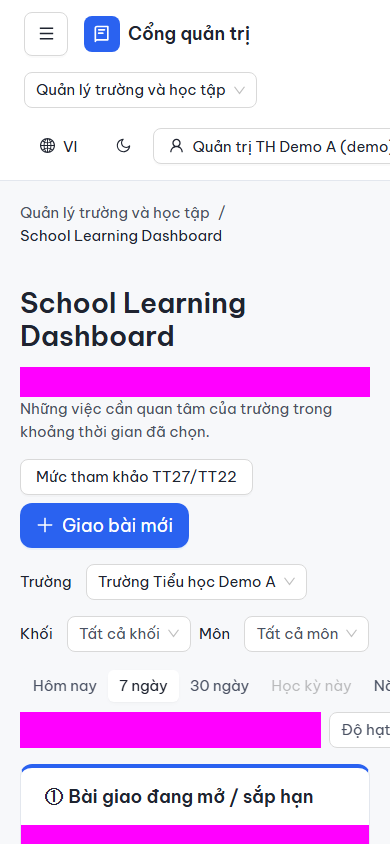 Cổng quản trị
Quản lý trường và học tập
VI
Quản trị TH Demo A (demo
Quản lý trường và học tập /
School Learning Dashboard
School Learning
Dashboard
Những việc cần quan tâm của trường trong
khoảng thời gian đã chọn.
Mức tham khảo TT27/TT22
Giao bài mới
Trường Trường Tiểu học Demo A
Khối Tất cả khối Môn Tất cả môn
Hôm nay 7 ngày 30 ngày Học kỳ này
Độ hạt
① Bài giao đang mở / sắp hạn